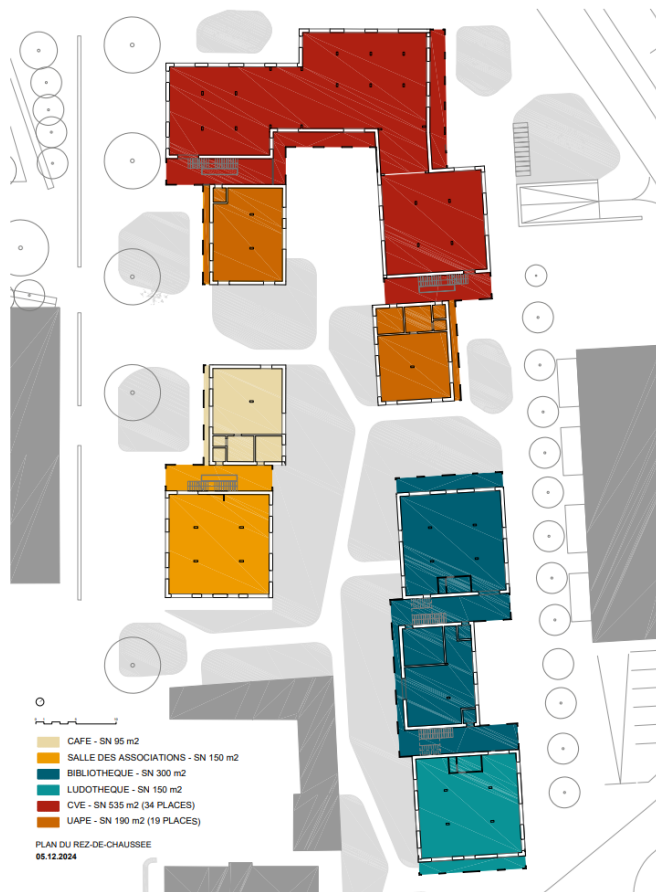 CAFE - SN 95 m2
SALLE DES ASSOCIATIONS - SN 150 m2
BIBLIOTHEQUE - SN 300 m2
LUDOTHEQUE - SN 150 m2
CVE - SN 535 m2 (34 PLACES)
UAPE - SN 190 m2 (19 PLACES)
PLAN DU REZ-DE-CHAUSSEE
05.12.2024